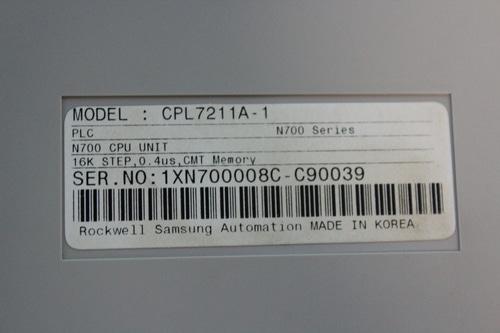 MODEL : CPL7211A-1
PLC N700 Series
N700 CPU UNIT
16K STEP,0.4us,CMT Memory
SER.NO:1XN700008C-C90039
Rockwell Samsung Automation MADE IN KOREA